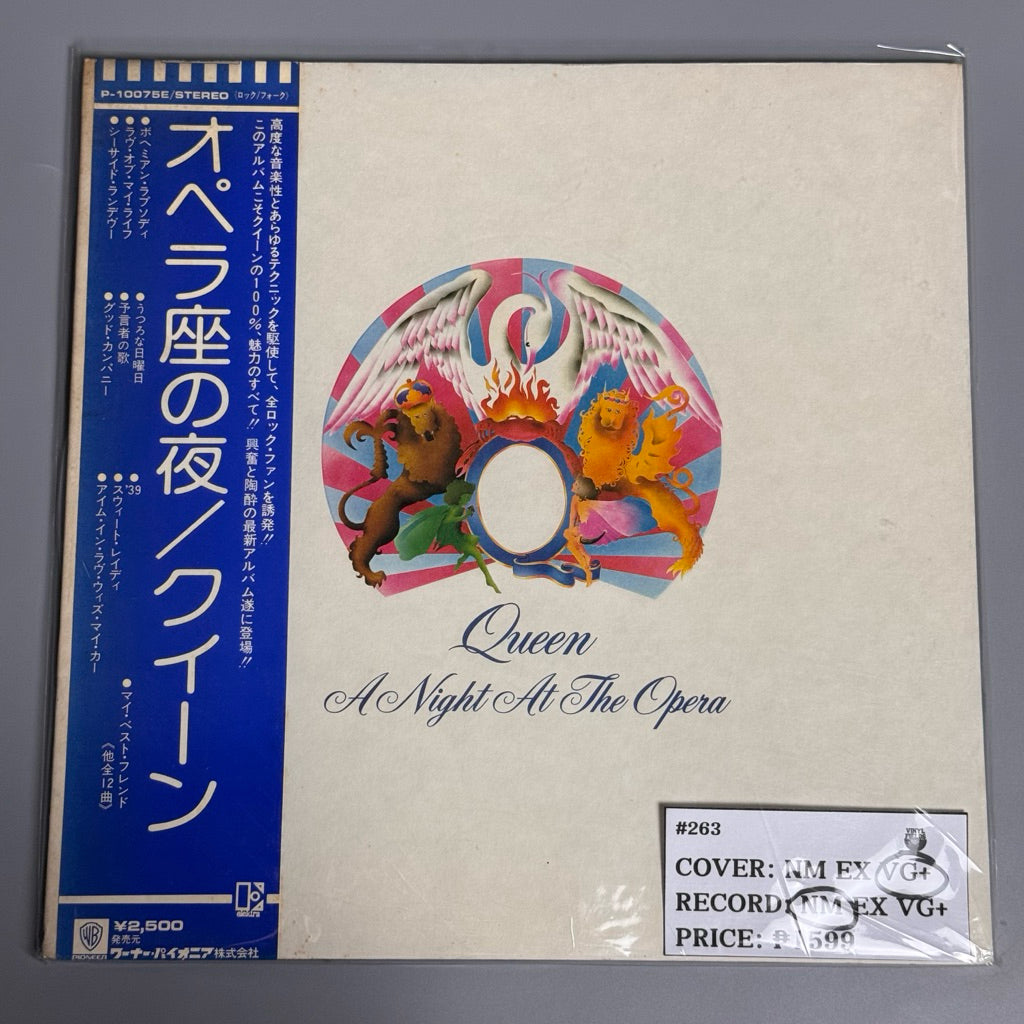 P-10075E/STEREO (ロック/フォーク)
高度な音楽性とあらゆるテクニックを駆使して、全ロック・ファンを誘発!!
このアルバムこそクイーンの100%、魅力のすべて!! 興奮と陶酔の最新アルバム遂に登場!!
オペラ座の夜/クイーン
●ボヘミアン・ラプソディ
●ラヴ・オブ・マイ・ライフ
●シーサイド・ランデヴー
●うつろな日曜日
●予言者の歌
●グッド・カンパニー
●'39
●スウィート・レイディ
●アイム・イン・ラヴ・ウィズ・マイ・カー
●マイ・ベスト・フレンド
《他全12曲》
elektra
WB
PIONEER
¥2,500
発売元
ワーナー・パイオニア株式会社
Queen
A Night At The Opera
#263
VINYL
COVER: NM EX VG+
RECORD: NM EX VG+
PRICE: ₱1599